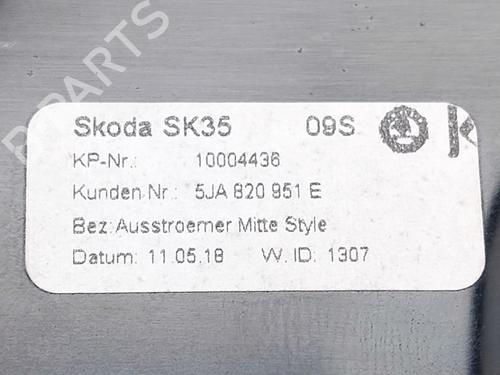 B-PARTS
Skoda SK35 09S
KP-Nr.: 10004436
Kunden Nr.: 5JA 820 951 E
Bez: Ausstroemer Mitte Style
Datum: 11.05.18 W. ID: 1307